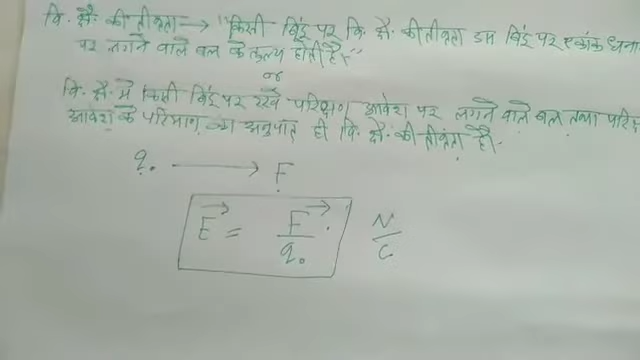 वि. क्षै. की तीव्रता → "किसी बिंदु पर वि. क्षै. की तीव्रता उस बिंदु पर एकांक धना
पर लगने वाले बल के तुल्य होती है।"
or
वि. क्षै. में किसी बिंदु पर रखे परिक्षण आवेश पर लगने वाले बल तथा परिक्ष
आवेश के परिमाण का अनुपात ही वि. क्षै. की तीव्रता है।
q₀ → F
E⃗ = F⃗ / q₀ N/C